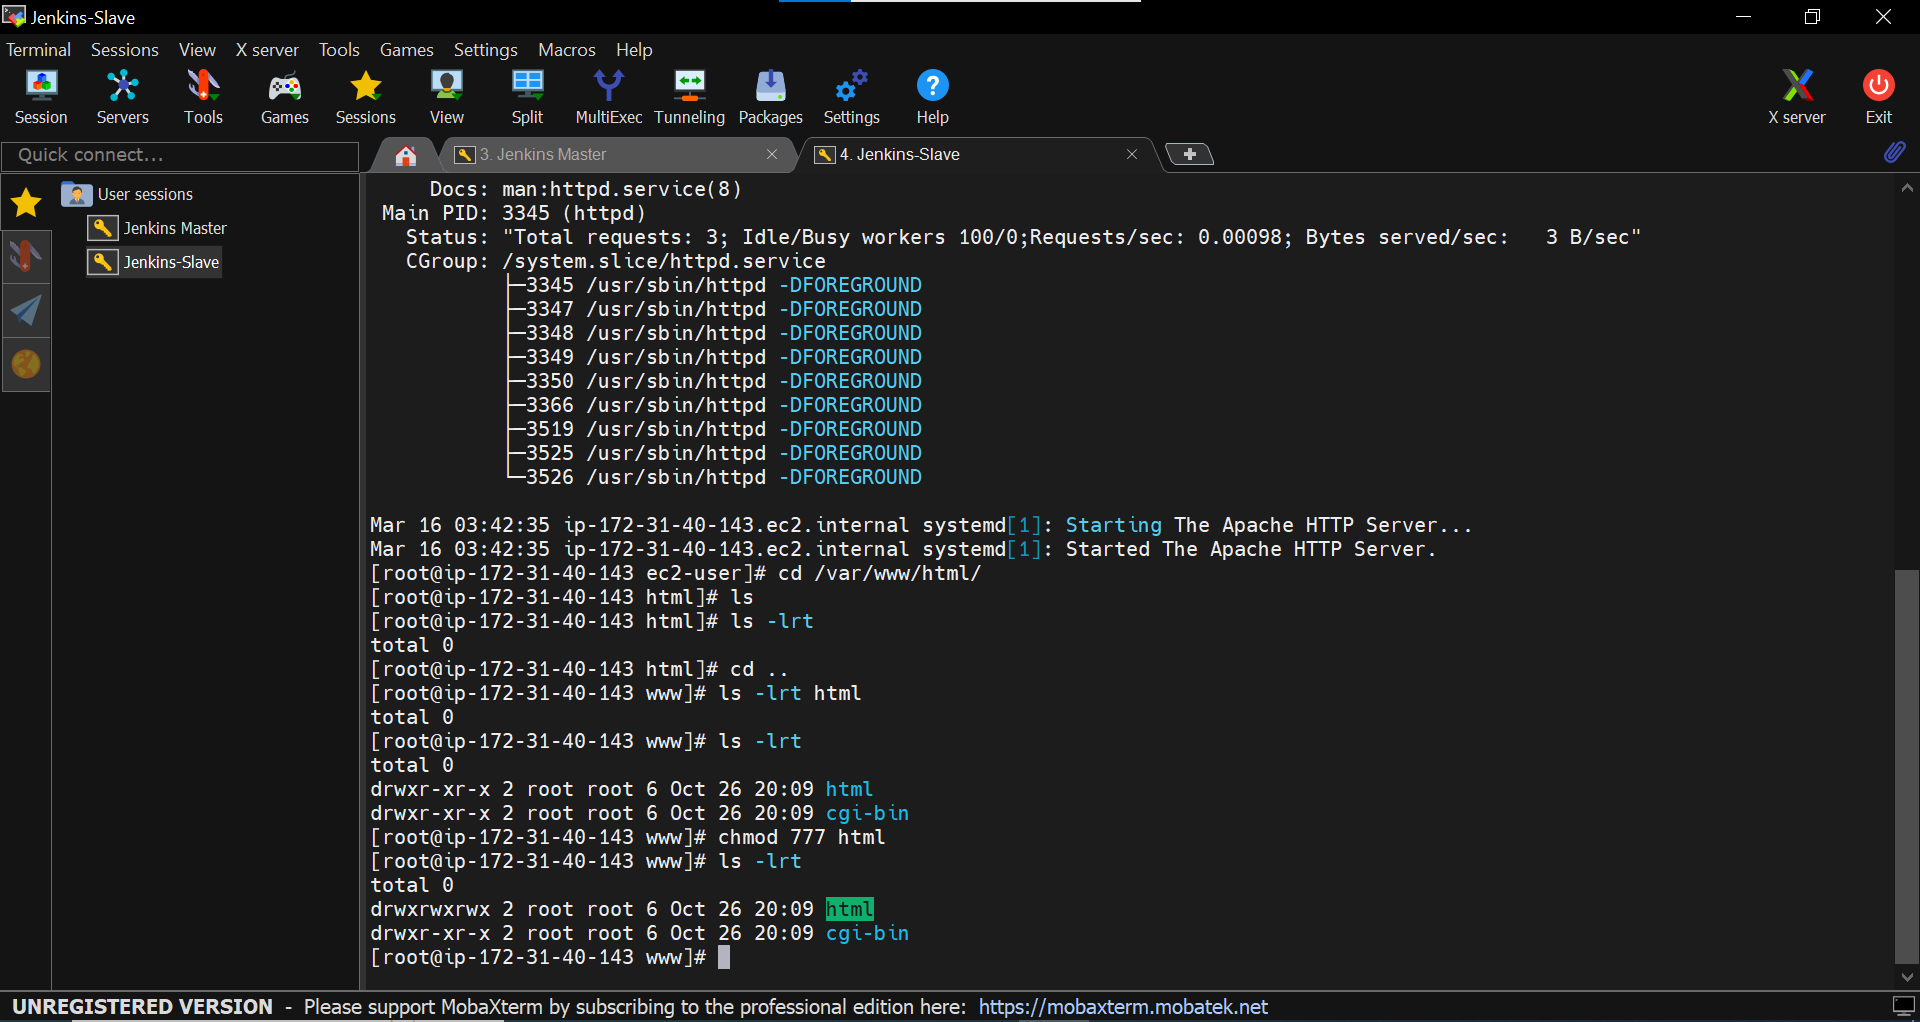 Jenkins-Slave
Terminal Sessions View X server Tools Games Settings Macros Help
Session Servers Tools Games Sessions View Split MultiExec Tunneling Packages Settings Help X server Exit
Quick connect... 3. Jenkins Master 4. Jenkins-Slave
User sessions
Jenkins Master
Jenkins-Slave
Docs: man:httpd.service(8)
Main PID: 3345 (httpd)
Status: "Total requests: 3; Idle/Busy workers 100/0;Requests/sec: 0.00098; Bytes served/sec:   3 B/sec"
CGroup: /system.slice/httpd.service
├─3345 /usr/sbin/httpd -DFOREGROUND
├─3347 /usr/sbin/httpd -DFOREGROUND
├─3348 /usr/sbin/httpd -DFOREGROUND
├─3349 /usr/sbin/httpd -DFOREGROUND
├─3350 /usr/sbin/httpd -DFOREGROUND
├─3366 /usr/sbin/httpd -DFOREGROUND
├─3519 /usr/sbin/httpd -DFOREGROUND
├─3525 /usr/sbin/httpd -DFOREGROUND
└─3526 /usr/sbin/httpd -DFOREGROUND
Mar 16 03:42:35 ip-172-31-40-143.ec2.internal systemd[1]: Starting The Apache HTTP Server...
Mar 16 03:42:35 ip-172-31-40-143.ec2.internal systemd[1]: Started The Apache HTTP Server.
[root@ip-172-31-40-143 ec2-user]# cd /var/www/html/
[root@ip-172-31-40-143 html]# ls
[root@ip-172-31-40-143 html]# ls -lrt
total 0
[root@ip-172-31-40-143 html]# cd ..
[root@ip-172-31-40-143 www]# ls -lrt html
total 0
[root@ip-172-31-40-143 www]# ls -lrt
total 0
drwxr-xr-x 2 root root 6 Oct 26 20:09 html
drwxr-xr-x 2 root root 6 Oct 26 20:09 cgi-bin
[root@ip-172-31-40-143 www]# chmod 777 html
[root@ip-172-31-40-143 www]# ls -lrt
total 0
drwxrwxrwx 2 root root 6 Oct 26 20:09 html
drwxr-xr-x 2 root root 6 Oct 26 20:09 cgi-bin
[root@ip-172-31-40-143 www]#
UNREGISTERED VERSION - Please support MobaXterm by subscribing to the professional edition here: https://mobaxterm.mobatek.net